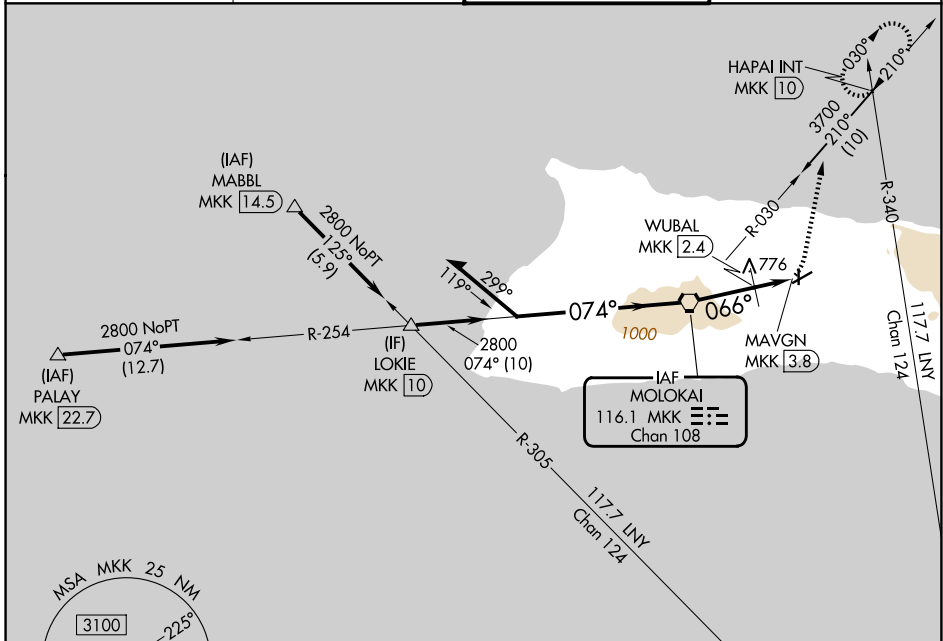 HAPAI INT
MKK 10
030°
210°
3700
210°
(10)
(IAF)
MABBL
MKK 14.5
2800 NoPT
125°
(5.9)
R-030
R-340
WUBAL
MKK 2.4
776
299°
119°
074°
066°
1000
2800 NoPT
074°
(12.7)
R-254
(IAF)
PALAY
MKK 22.7
(IF)
LOKIE
MKK 10
2800
074° (10)
MAVGN
MKK 3.8
117.7 LNY
Chan 124
IAF
MOLOKAI
116.1 MKK
Chan 108
R-305
117.7 LNY
Chan 124
MSA MKK 25 NM
3100
225°